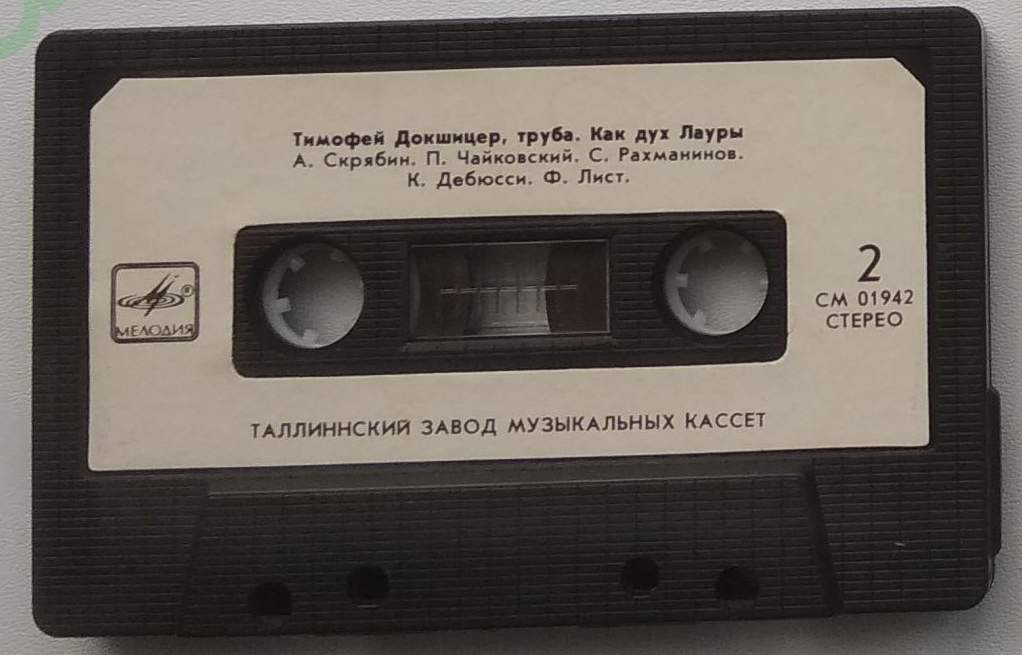 Тимофей Докшицер, труба. Как дух Лауры
А. Скрябин. П. Чайковский. С. Рахманинов.
К. Дебюсси. Ф. Лист.
2
СМ 01942
СТЕРЕО
®
МЕЛОДИЯ
ТАЛЛИННСКИЙ ЗАВОД МУЗЫКАЛЬНЫХ КАССЕТ